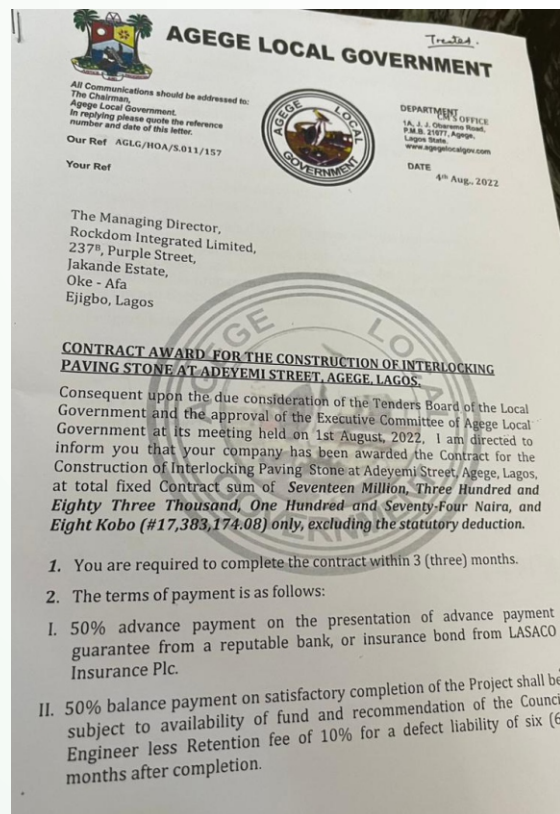 Treated.
AGEGE LOCAL GOVERNMENT
All Communications should be addressed to:
The Chairman,
Agege Local Government.
In replying please quote the reference
number and date of this letter.
Our Ref AGLG/HOA/S.011/157
Your Ref
AGEGE LOCAL
GOVERNMENT
DEPARTMENT
CM'S OFFICE
1A, J. J. Obaremo Road,
P.M.B. 21077, Agege,
Lagos State.
www.agegelocalgov.com
DATE
4th Aug., 2022
The Managing Director,
Rockdom Integrated Limited,
237B, Purple Street,
Jakande Estate,
Oke - Afa
Ejigbo, Lagos
AGEGE LOCAL
GOVERNMENT
CONTRACT AWARD FOR THE CONSTRUCTION OF INTERLOCKING
PAVING STONE AT ADEYEMI STREET, AGEGE, LAGOS.
Consequent upon the due consideration of the Tenders Board of the Local
Government and the approval of the Executive Committee of Agege Local
Government at its meeting held on 1st August, 2022, I am directed to
inform you that your company has been awarded the Contract for the
Construction of Interlocking Paving Stone at Adeyemi Street, Agege, Lagos,
at total fixed Contract sum of Seventeen Million, Three Hundred and
Eighty Three Thousand, One Hundred and Seventy-Four Naira, and
Eight Kobo (#17,383,174.08) only, excluding the statutory deduction.
1. You are required to complete the contract within 3 (three) months.
2. The terms of payment is as follows:
I. 50% advance payment on the presentation of advance payment
guarantee from a reputable bank, or insurance bond from LASACO
Insurance Plc.
II. 50% balance payment on satisfactory completion of the Project shall be
subject to availability of fund and recommendation of the Counci
Engineer less Retention fee of 10% for a defect liability of six (6
months after completion.